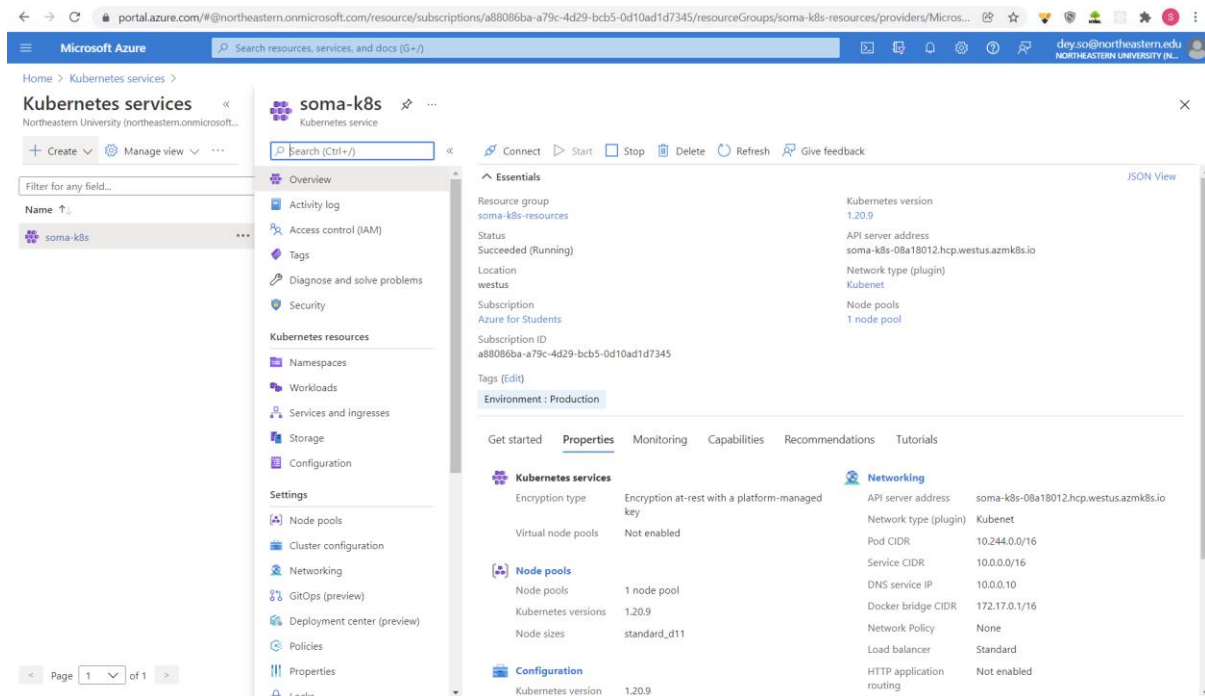 portal.azure.com/#@northeastern.onmicrosoft.com/resource/subscriptions/a88086ba-a79c-4d29-bcb5-0d10ad1d7345/resourceGroups/soma-k8s-resources/providers/Micros...
S
Microsoft Azure
Search resources, services, and docs (G+/)
dey.so@northeastern.edu
NORTHEASTERN UNIVERSITY (N...
Home > Kubernetes services >
Kubernetes services
Northeastern University (northeastern.onmicrosoft...
+ Create
Manage view
...
Filter for any field...
Name ↑
soma-k8s
...
< Page 1 of 1 >
soma-k8s
...
Kubernetes service
Search (Ctrl+/)
«
Overview
Activity log
Access control (IAM)
Tags
Diagnose and solve problems
Security
Kubernetes resources
Namespaces
Workloads
Services and ingresses
Storage
Configuration
Settings
Node pools
Cluster configuration
Networking
GitOps (preview)
Deployment center (preview)
Policies
Properties
Locks
Connect Start Stop Delete Refresh Give feedback
Essentials
JSON View
Resource group
soma-k8s-resources
Status
Succeeded (Running)
Location
westus
Subscription
Azure for Students
Subscription ID
a88086ba-a79c-4d29-bcb5-0d10ad1d7345
Kubernetes version
1.20.9
API server address
soma-k8s-08a18012.hcp.westus.azmk8s.io
Network type (plugin)
Kubenet
Node pools
1 node pool
Tags (Edit)
Environment : Production
Get started Properties Monitoring Capabilities Recommendations Tutorials
Kubernetes services
Encryption type Encryption at-rest with a platform-managed
key
Virtual node pools Not enabled
Node pools
Node pools 1 node pool
Kubernetes versions 1.20.9
Node sizes standard_d11
Configuration
Kubernetes version 1.20.9
Networking
API server address soma-k8s-08a18012.hcp.westus.azmk8s.io
Network type (plugin) Kubenet
Pod CIDR 10.244.0.0/16
Service CIDR 10.0.0.0/16
DNS service IP 10.0.0.10
Docker bridge CIDR 172.17.0.1/16
Network Policy None
Load balancer Standard
HTTP application Not enabled
routing